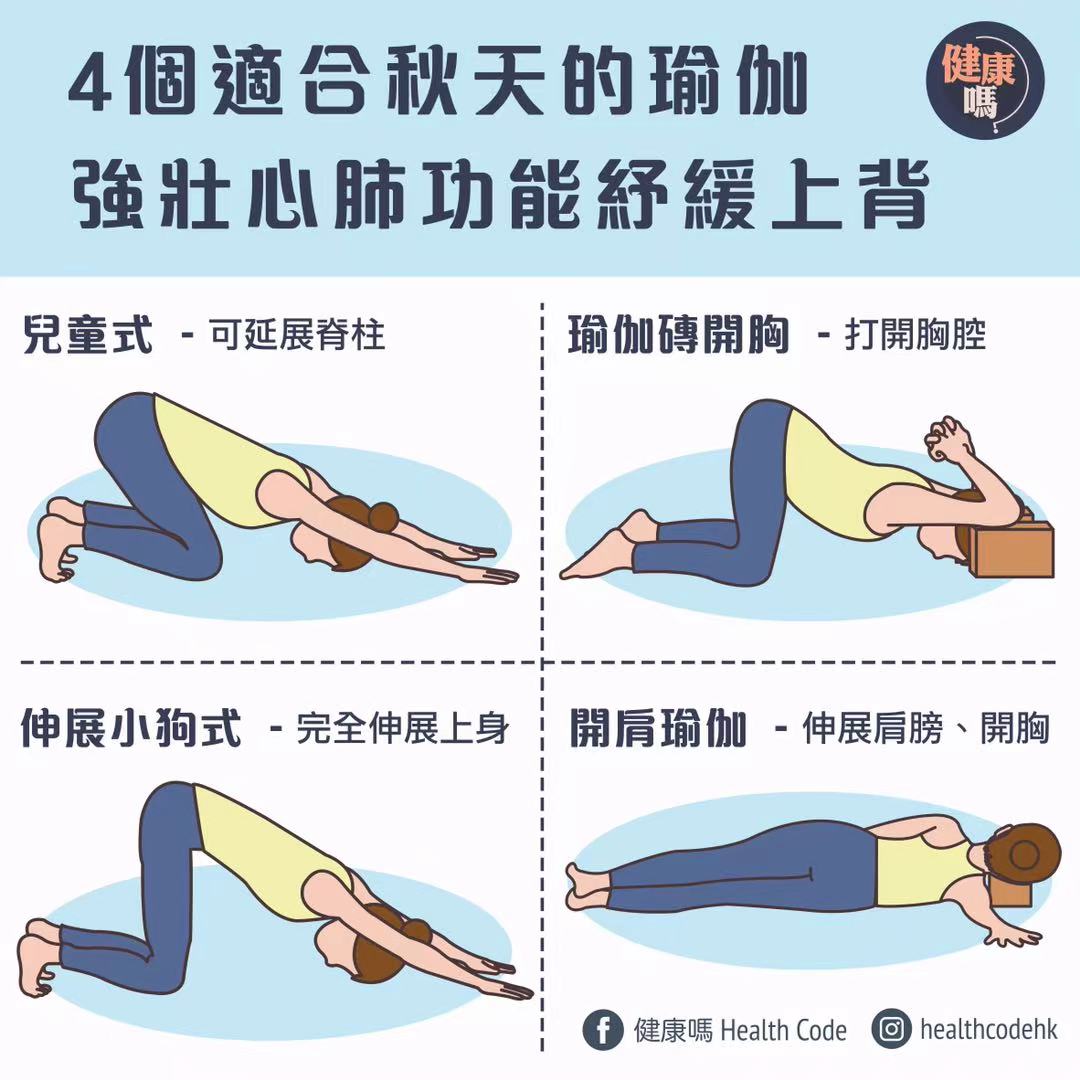 4個適合秋天的瑜伽
強壯心肺功能紓緩上背
健康
嗎?
兒童式 - 可延展脊柱
瑜伽磚開胸 - 打開胸腔
伸展小狗式 - 完全伸展上身
開肩瑜伽 - 伸展肩膀、開胸
健康嗎 Health Code
healthcodehk